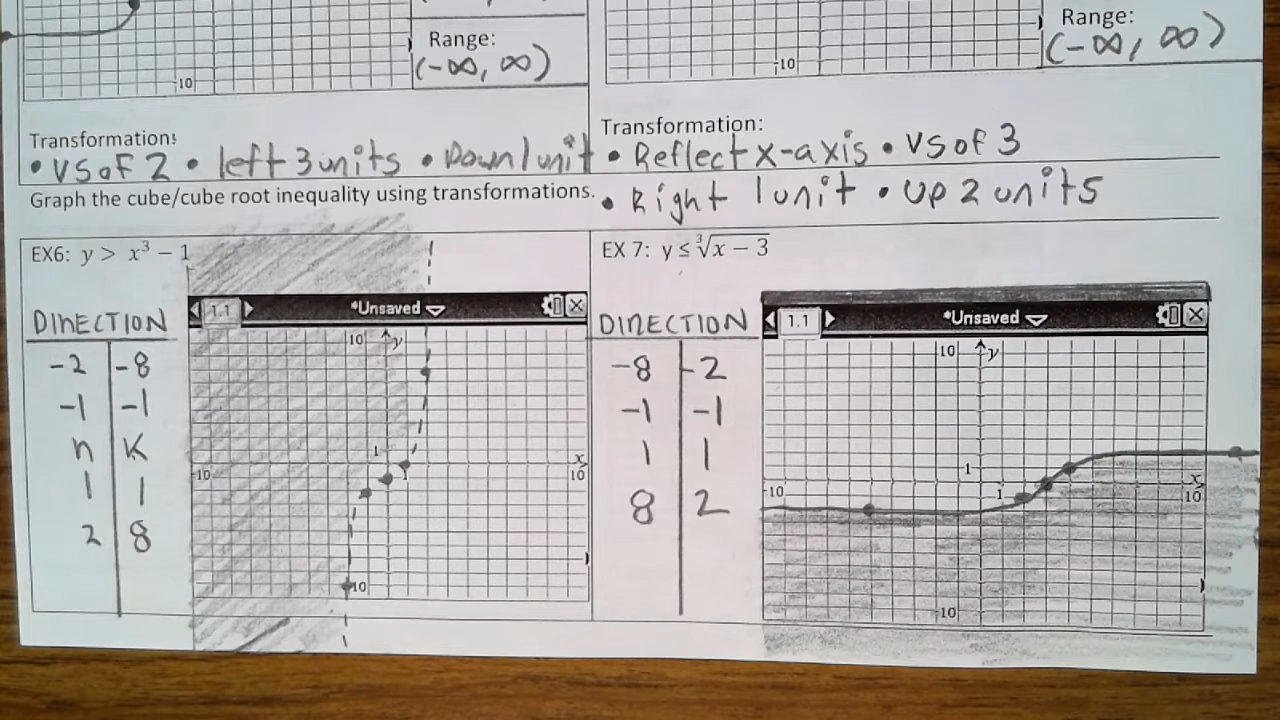 -10
Range:
(-∞, ∞)
-10
Range:
(-∞, ∞)
Transformations
• VS of 2 • left 3 units • Down 1 unit
Transformation:
• Reflect x-axis • VS of 3
• Right 1 unit • up 2 units
Graph the cube/cube root inequality using transformations.
EX6: y > x³ − 1
DIRECTION
-2 -8
-1 -1
h K
1 1
2 8
1.1 *Unsaved
10 y
1
-10 1 x 10
-10
EX 7: y ≤ ∛x − 3
DIRECTION
-8 -2
-1 -1
1 1
8 2
1.1 *Unsaved
10 y
1
-10 1 x 10
-10